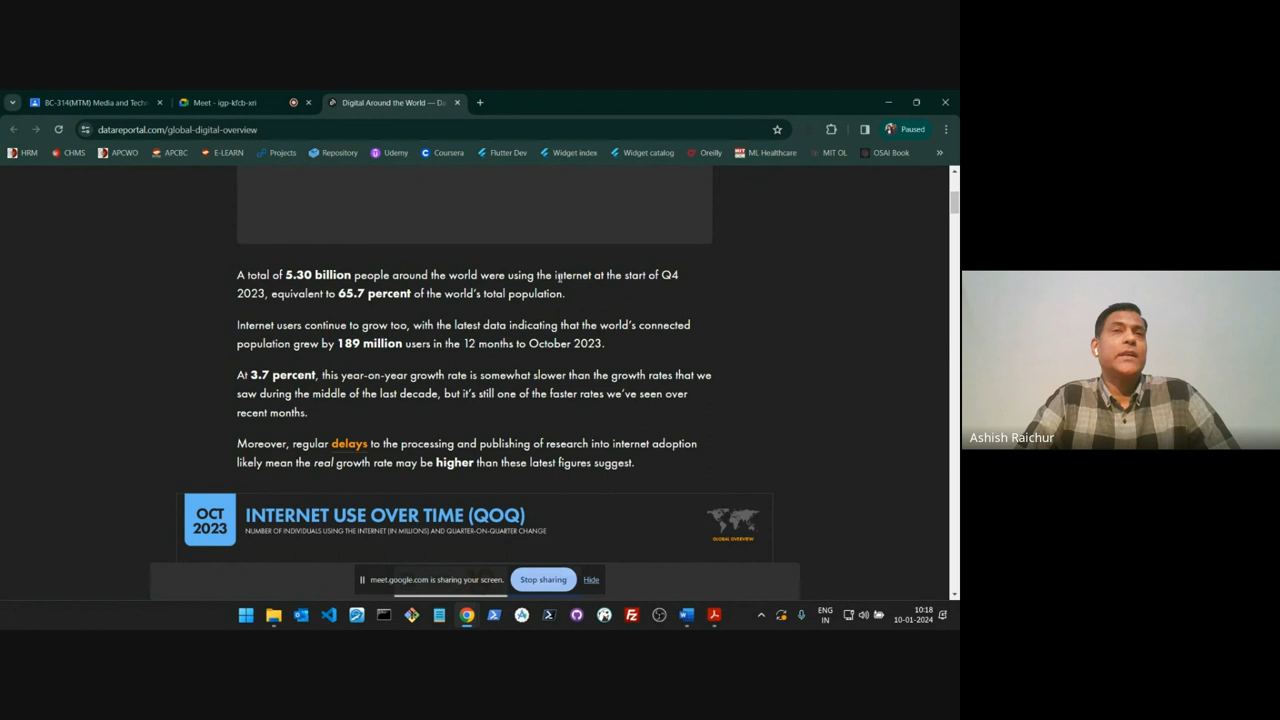 BC-314(MTM) Media and Techn
Meet - igp-kfcb-xri
Digital Around the World — Da
datareportal.com/global-digital-overview
Paused
HRM
CHMS
APCWO
APCBC
E-LEARN
Projects
Repository
Udemy
Coursera
Flutter Dev
Widget index
Widget catalog
Oreilly
ML Healthcare
MIT OL
OSAI Book
A total of 5.30 billion people around the world were using the internet at the start of Q4
2023, equivalent to 65.7 percent of the world's total population.
Internet users continue to grow too, with the latest data indicating that the world's connected
population grew by 189 million users in the 12 months to October 2023.
At 3.7 percent, this year-on-year growth rate is somewhat slower than the growth rates that we
saw during the middle of the last decade, but it's still one of the faster rates we've seen over
recent months.
Moreover, regular delays to the processing and publishing of research into internet adoption
likely mean the real growth rate may be higher than these latest figures suggest.
OCT
2023
INTERNET USE OVER TIME (QOQ)
NUMBER OF INDIVIDUALS USING THE INTERNET (IN MILLIONS) AND QUARTER-ON-QUARTER CHANGE
GLOBAL OVERVIEW
meet.google.com is sharing your screen.
Stop sharing
Hide
ENG
IN
10:18
10-01-2024
Ashish Raichur